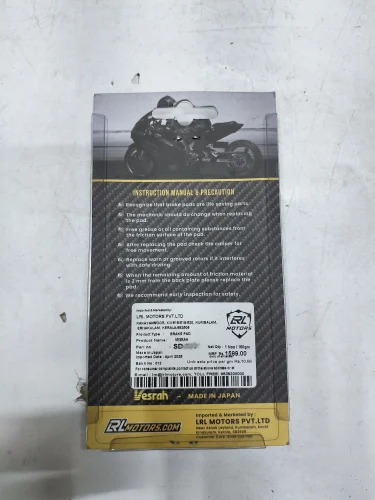 INSTRUCTION MANUAL & PRECAUTION
Recognize that brake pads are life saving parts.
The mechanic should do change when replacing
the pad.
Free grease or oil containing substances from
the friction surface of the pad.
After replacing the pad check the caliper for
free movement.
Replace worn or grooved rotors if it interferes
with safe driving.
When the remaining amount of friction material
is 2 mm from the back plate replace the
pad.
We recommend early inspection for safety.
Imported & Marketed by :
LRL MOTORS PVT.LTD
ERNAKULAM, KERALA
Product Type : BRAKE PAD
Product Name : VESRAH
Part no : SD
Net Qty : 1 Nos
Made in Japan
MRP Rs 1599.00
LRL
MOTORS
Vesrah
MADE IN JAPAN
LRLMOTORS.COM
Imported & Marketed by :
LRL MOTORS PVT.LTD